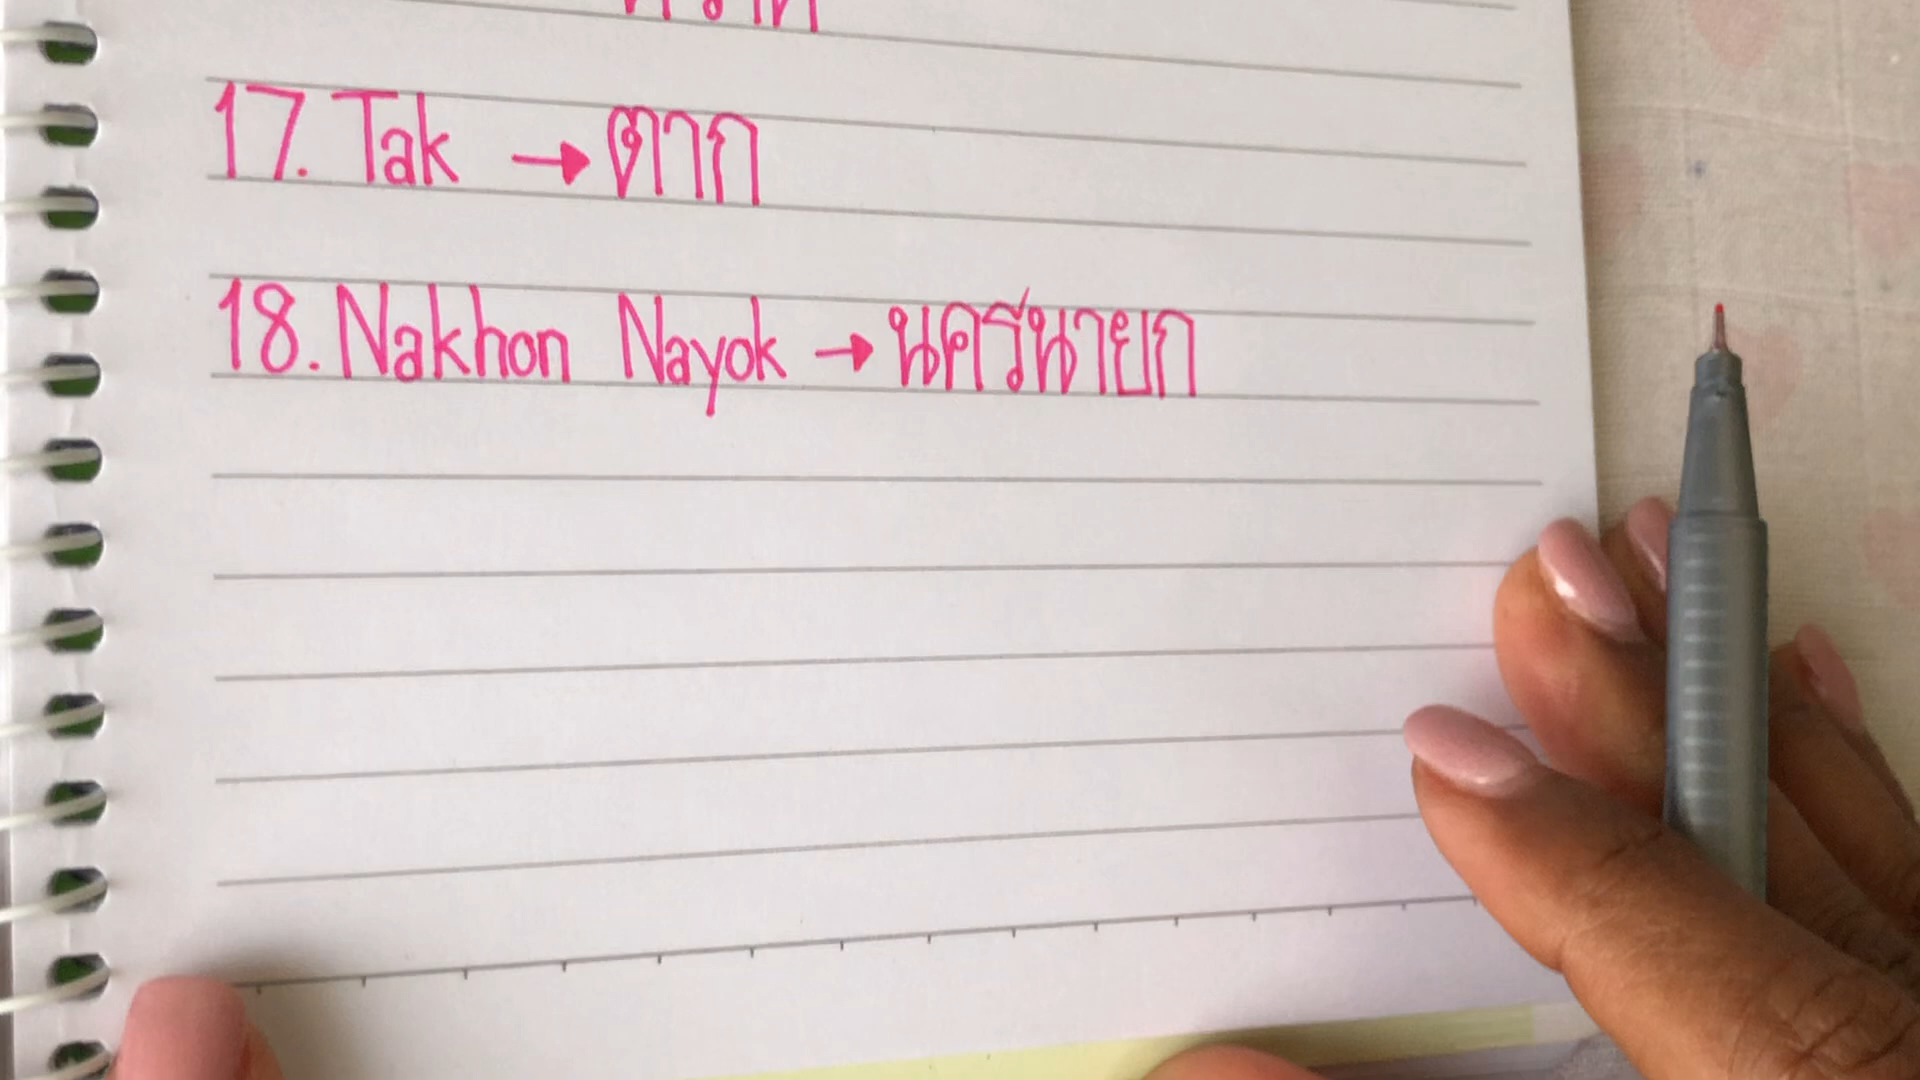 17. Tak → ตาก
18. Nakhon Nayok → นครนายก